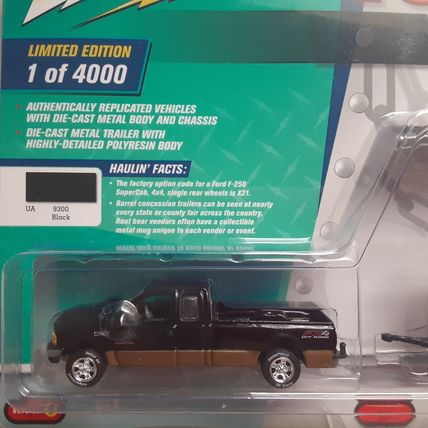 LIMITED EDITION
1 of 4000
• AUTHENTICALLY REPLICATED VEHICLES
WITH DIE-CAST METAL BODY AND CHASSIS
• DIE-CAST METAL TRAILER WITH
HIGHLY-DETAILED POLYRESIN BODY
HAULIN' FACTS:
• The factory option code for a Ford F-250
SuperCab, 4x4, single rear wheels is X21.
• Barrel concession trailers can be seen at nearly
every state or county fair across the country.
Root beer vendors often have a collectible
metal mug unique to each vendor or event.
UA 9300
Black
OFF ROAD